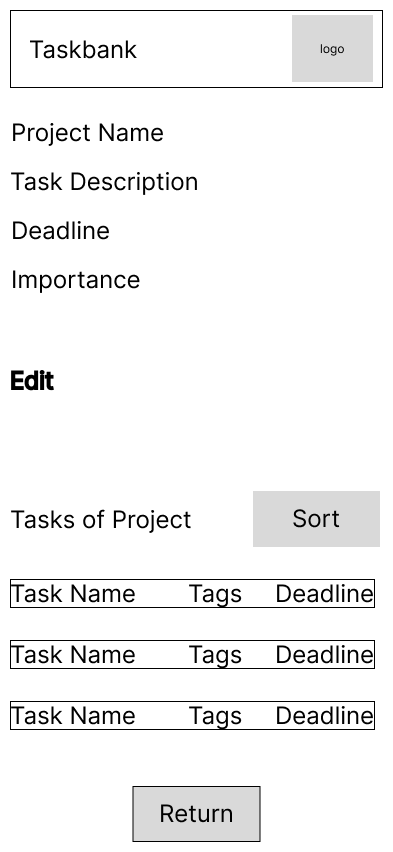 Taskbank logo
Project Name
Task Description
Deadline
Importance
Edit
Tasks of Project Sort
Task Name Tags Deadline
Task Name Tags Deadline
Task Name Tags Deadline
Return